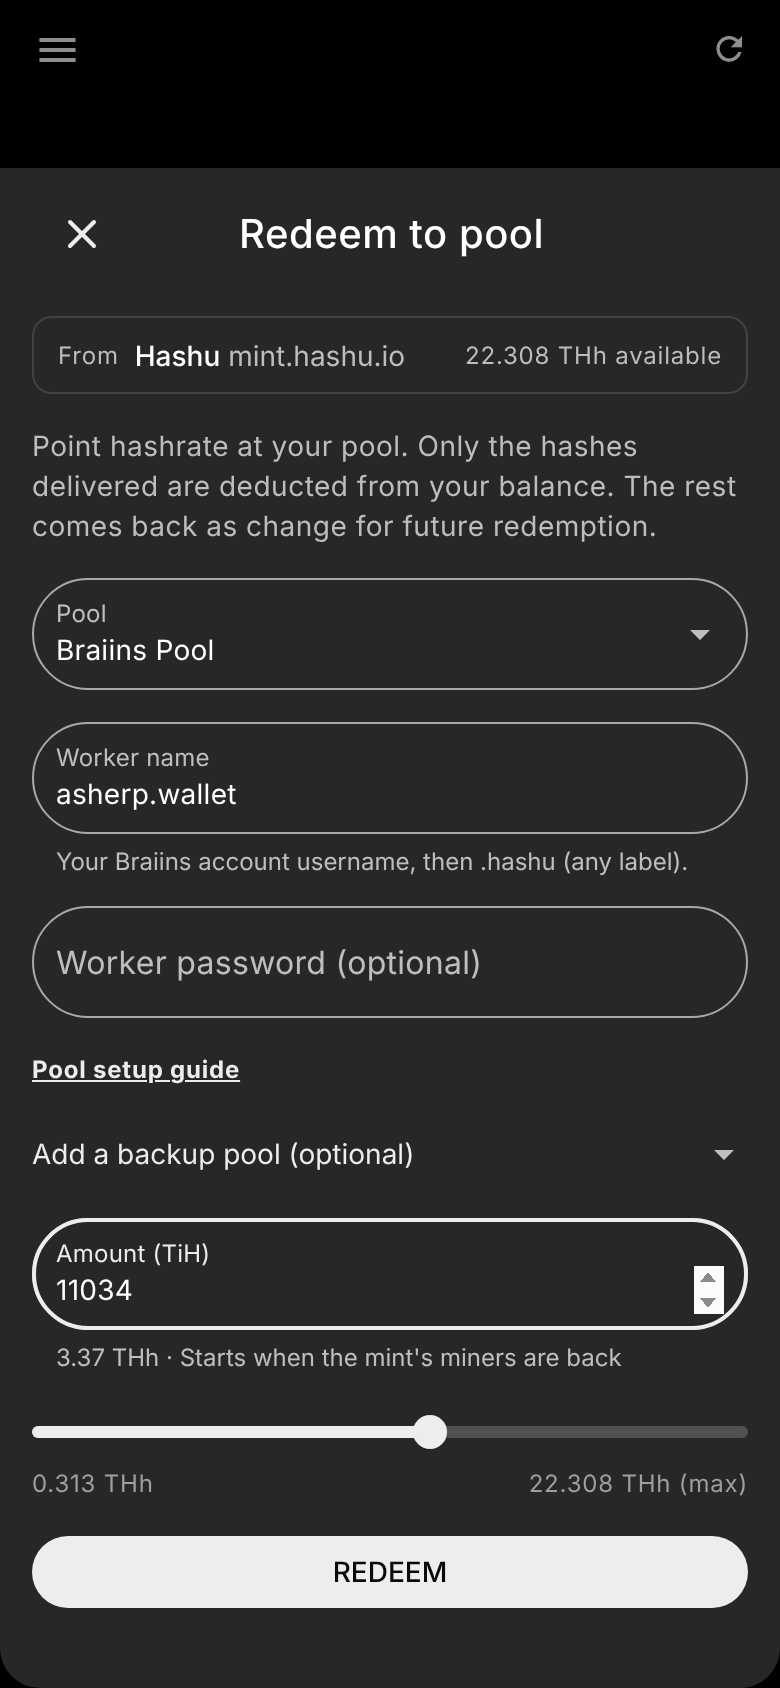 Redeem to pool
From Hashu mint.hashu.io 22.308 THh available
Point hashrate at your pool. Only the hashes
delivered are deducted from your balance. The rest
comes back as change for future redemption.
Pool
Braiins Pool
Worker name
asherp.wallet
Your Braiins account username, then .hashu (any label).
Worker password (optional)
Pool setup guide
Add a backup pool (optional)
Amount (TiH)
11034
3.37 THh · Starts when the mint's miners are back
0.313 THh 22.308 THh (max)
REDEEM